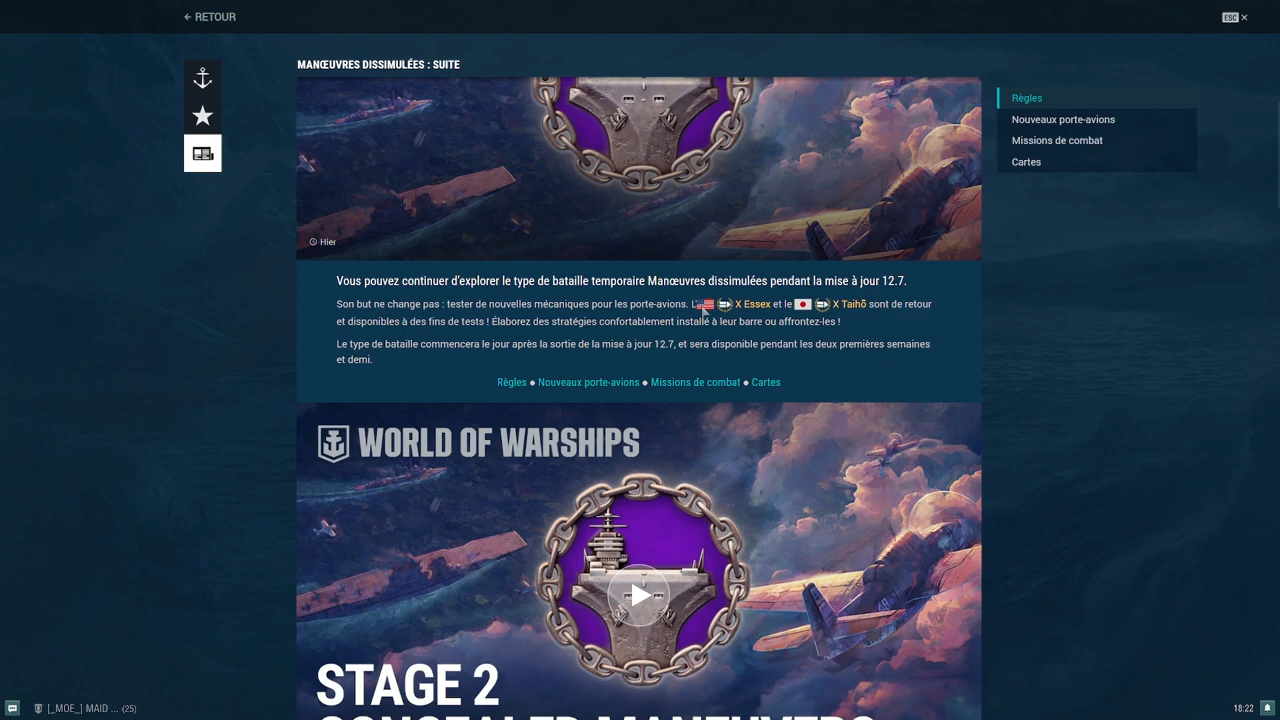 RETOUR
ESC
MANŒUVRES DISSIMULÉES : SUITE
Hier
Règles
Nouveaux porte-avions
Missions de combat
Cartes
Vous pouvez continuer d'explorer le type de bataille temporaire Manœuvres dissimulées pendant la mise à jour 12.7.
Son but ne change pas : tester de nouvelles mécaniques pour les porte-avions. L' X Essex et le X Taihō sont de retour
et disponibles à des fins de tests ! Élaborez des stratégies confortablement installé à leur barre ou affrontez-les !
Le type de bataille commencera le jour après la sortie de la mise à jour 12.7, et sera disponible pendant les deux premières semaines
et demi.
Règles ● Nouveaux porte-avions ● Missions de combat ● Cartes
WORLD OF WARSHIPS
STAGE 2
CONCEALED MANEUVERS
[_MOE_] MAID ... (25)
18:22